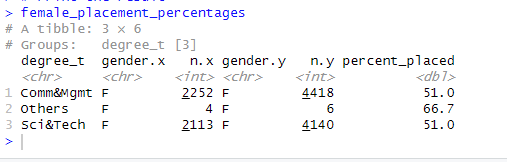 > female_placement_percentages
# A tibble: 3 × 6
# Groups:   degree_t [3]
  degree_t  gender.x   n.x gender.y   n.y percent_placed
  <chr>     <chr>    <int> <chr>    <int>          <dbl>
1 Comm&Mgmt F         2252 F         4418           51.0
2 Others    F            4 F            6           66.7
3 Sci&Tech  F         2113 F         4140           51.0
>